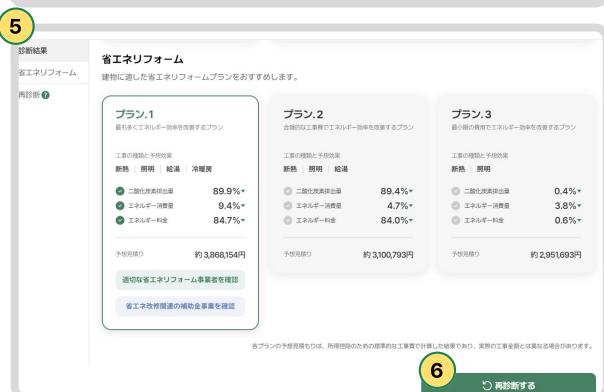 5
診断結果
省エネリフォーム
再診断 ?
省エネリフォーム
建物に適した省エネリフォームプランをおすすめします。
プラン.1
最も多くエネルギー効率を改善するプラン
工事の種類と予想効果
断熱 | 照明 | 給湯 | 冷暖房
二酸化炭素排出量 89.9%▾
エネルギー消費量 9.4%▾
エネルギー料金 84.7%▾
予想見積り 約 3,868,154円
適切な省エネリフォーム事業者を確認
省エネ改修関連の補助金事業を確認
プラン.2
合理的な工事費でエネルギー効率を改善するプラン
工事の種類と予想効果
断熱 | 照明 | 給湯
二酸化炭素排出量 89.4%▾
エネルギー消費量 4.7%▾
エネルギー料金 84.0%▾
予想見積り 約 3,100,793円
プラン.3
最小限の費用でエネルギー効率を改善するプラン
工事の種類と予想効果
断熱 | 照明
二酸化炭素排出量 0.4%▾
エネルギー消費量 3.8%▾
エネルギー料金 0.6%▾
予想見積り 約 2,951,693円
各プランの予想見積もりは、所得控除のための標準的な工事費で計算した結果であり、実際の工事金額とは異なる場合があります。
6
再診断する